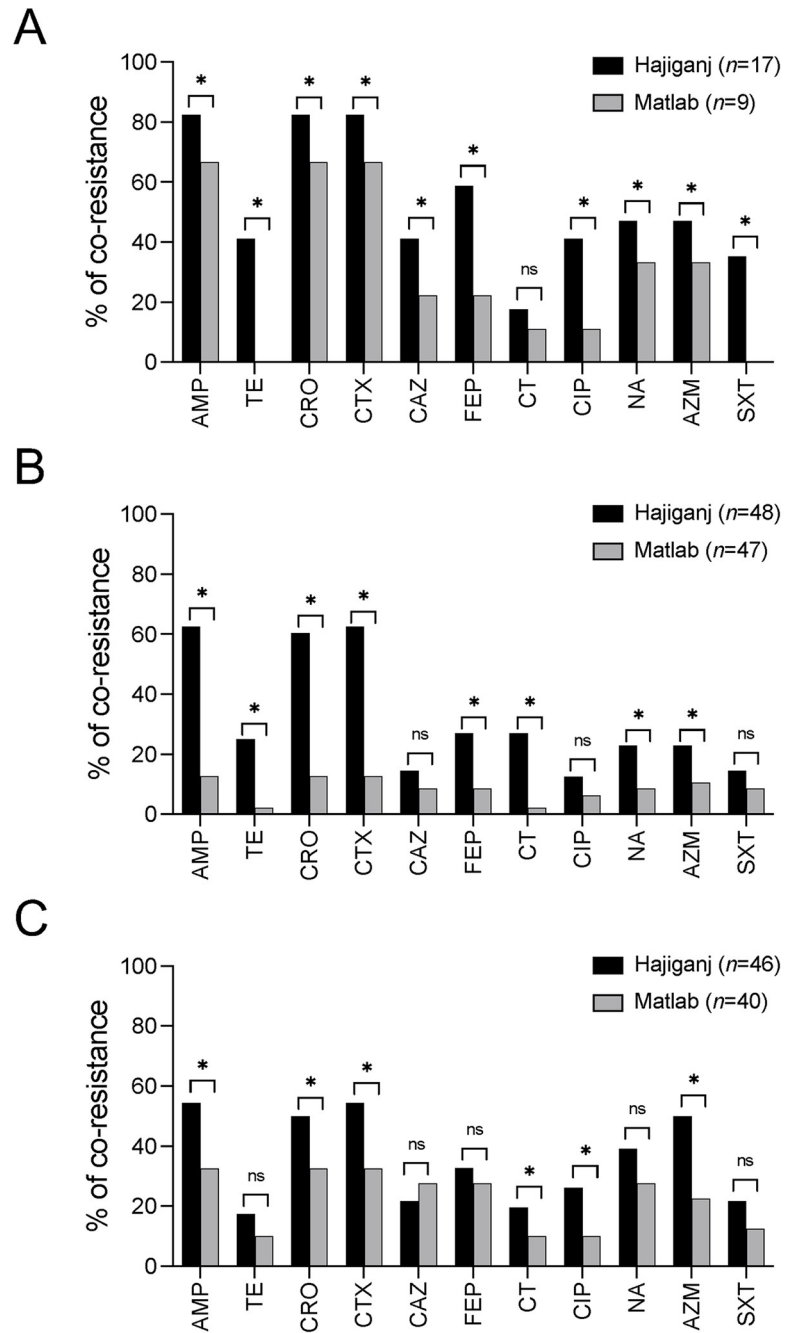 A
% of co-resistance
100
80
60
40
20
0
Hajiganj (n=17)
Matlab (n=9)
* * * * * * ns * * * *
AMP TE CRO CTX CAZ FEP CT CIP NA AZM SXT
B
% of co-resistance
100
80
60
40
20
0
Hajiganj (n=48)
Matlab (n=47)
* * * * ns * * ns * * ns
AMP TE CRO CTX CAZ FEP CT CIP NA AZM SXT
C
% of co-resistance
100
80
60
40
20
0
Hajiganj (n=46)
Matlab (n=40)
* ns * * ns ns * * ns * ns
AMP TE CRO CTX CAZ FEP CT CIP NA AZM SXT